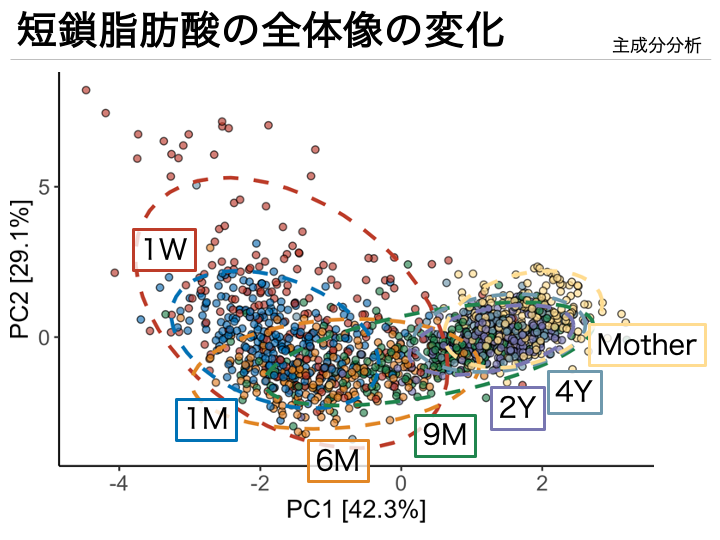 短鎖脂肪酸の全体像の変化
主成分分析
PC2 [29.1%]
5
0
1W
1M
6M
9M
2Y
4Y
Mother
-4
-2
0
2
PC1 [42.3%]